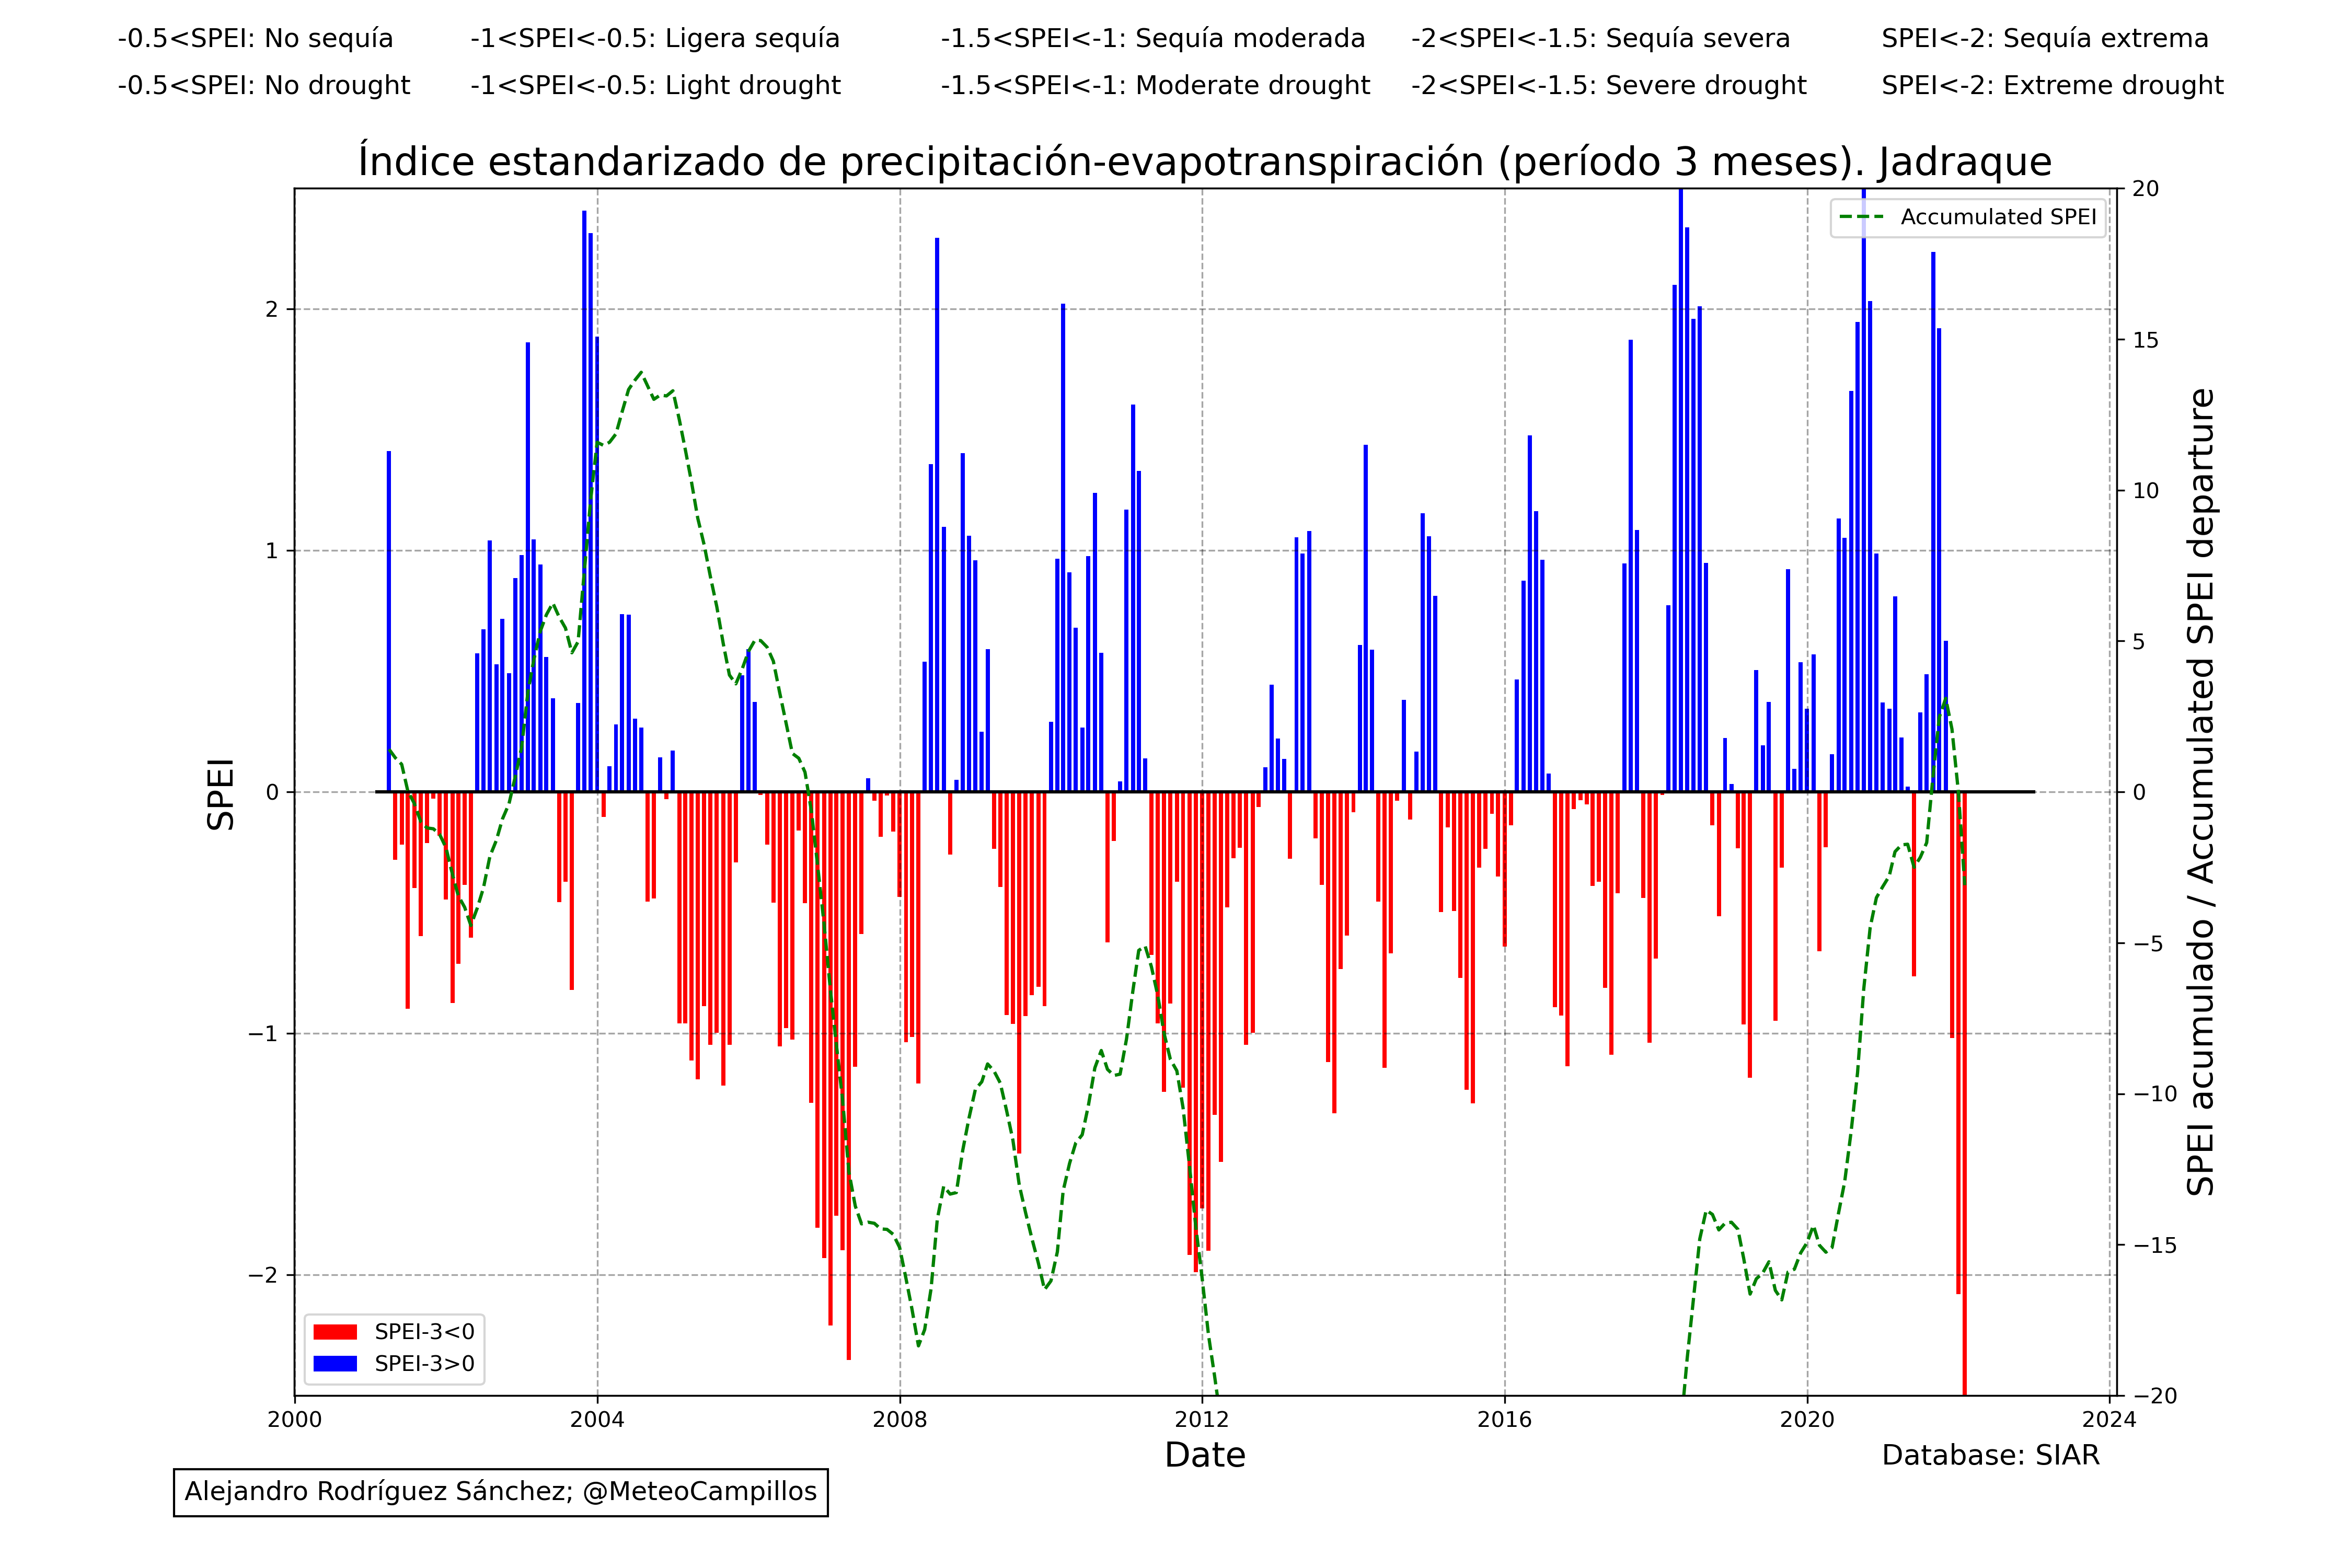 -0.5<SPEI: No sequía -1<SPEI<-0.5: Ligera sequía -1.5<SPEI<-1: Sequía moderada -2<SPEI<-1.5: Sequía severa SPEI<-2: Sequía extrema
-0.5<SPEI: No drought -1<SPEI<-0.5: Light drought -1.5<SPEI<-1: Moderate drought -2<SPEI<-1.5: Severe drought SPEI<-2: Extreme drought
Índice estandarizado de precipitación-evapotranspiración (período 3 meses). Jadraque
Accumulated SPEI
SPEI
2
1
0
−1
−2
20
15
10
5
0
−5
−10
−15
−20
SPEI acumulado / Accumulated SPEI departure
SPEI-3<0
SPEI-3>0
2000 2004 2008 2012 2016 2020 2024
Date
Database: SIAR
Alejandro Rodríguez Sánchez; @MeteoCampillos